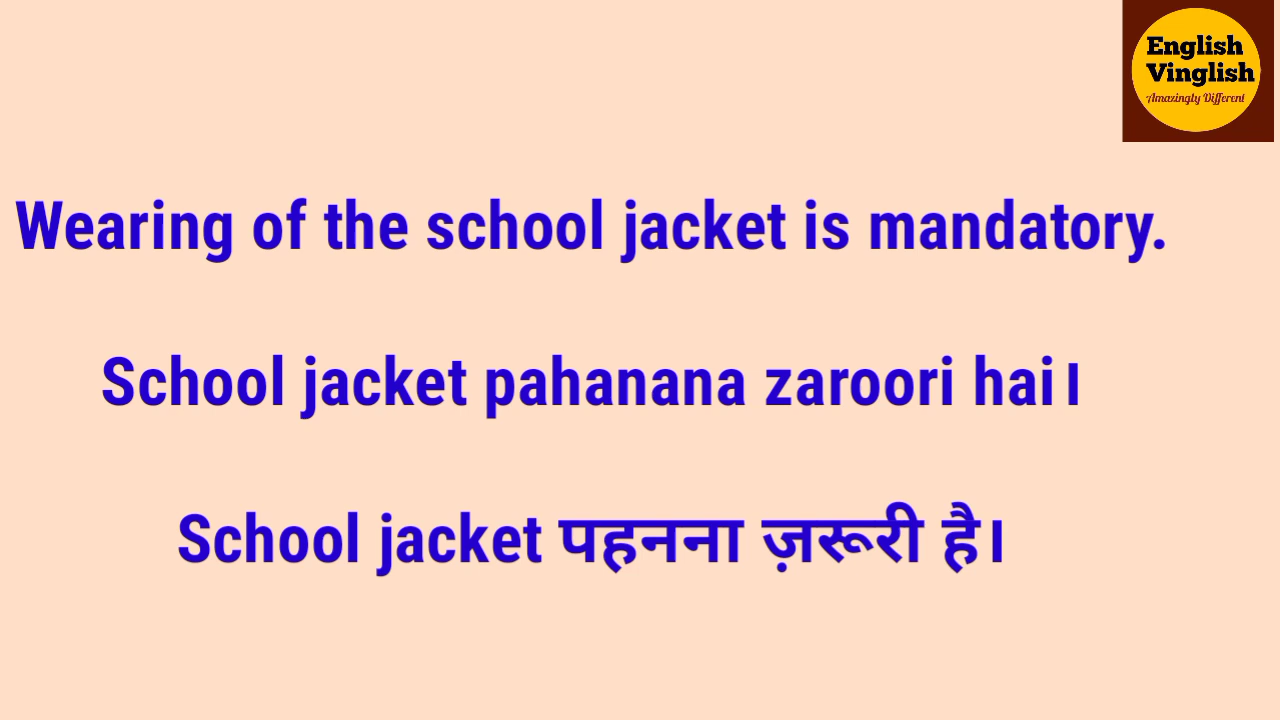 English
Vinglish
Amazingly Different
Wearing of the school jacket is mandatory.
School jacket pahanana zaroori hai।
School jacket पहनना ज़रूरी है।